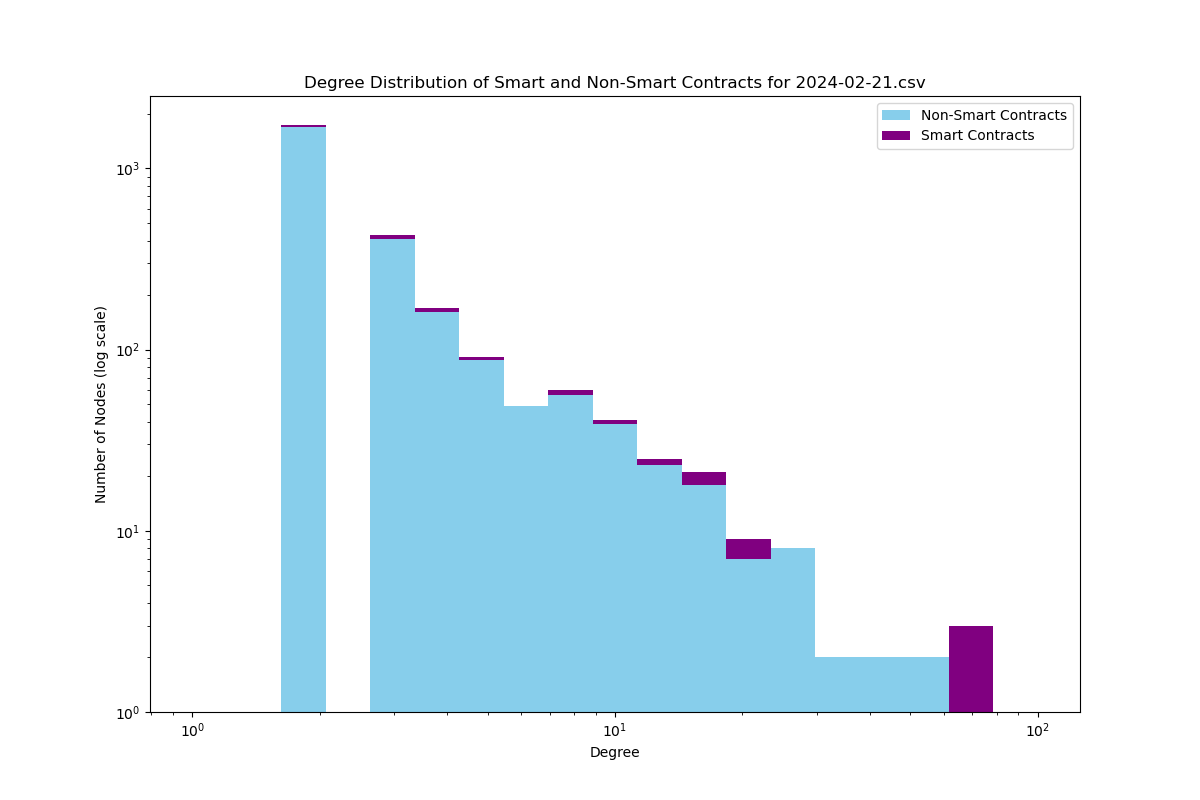 Degree Distribution of Smart and Non-Smart Contracts for 2024-02-21.csv
Non-Smart Contracts
Smart Contracts
Number of Nodes (log scale)
10³
10²
10¹
10⁰
10⁰ 10¹ 10²
Degree